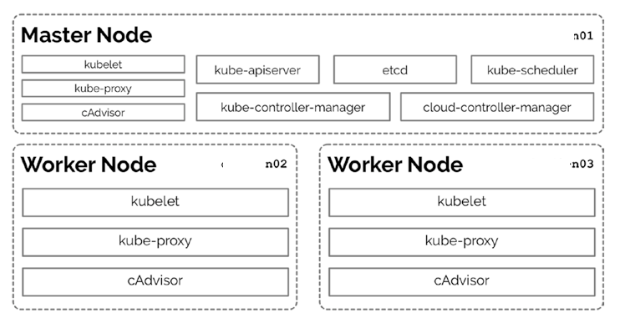 Master Node n01
kubelet
kube-proxy
cAdvisor
kube-apiserver etcd kube-scheduler
kube-controller-manager cloud-controller-manager
Worker Node n02
kubelet
kube-proxy
cAdvisor
Worker Node n03
kubelet
kube-proxy
cAdvisor